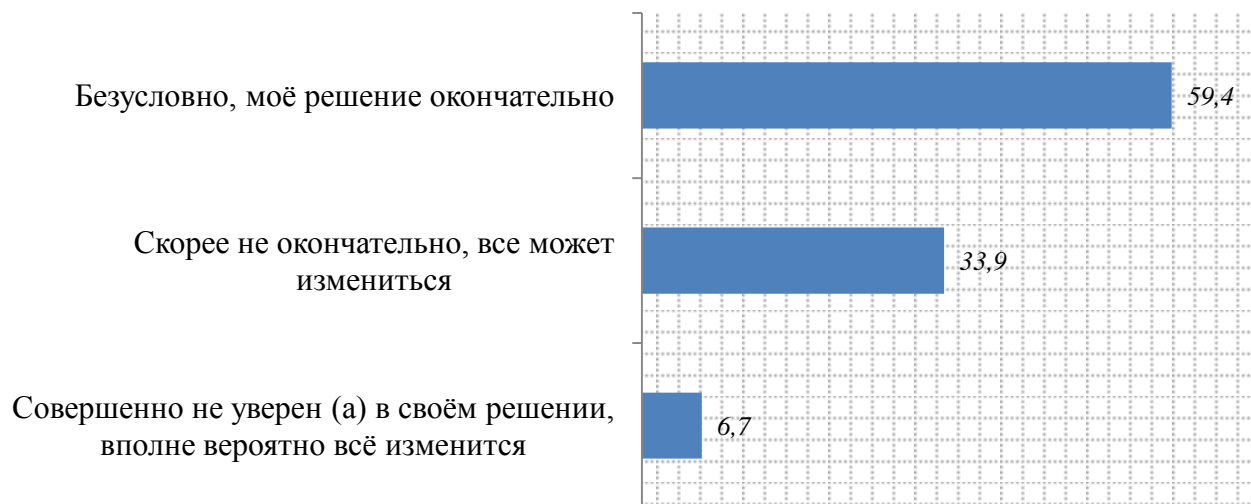 Безусловно, моё решение окончательно
59,4
Скорее не окончательно, все может
измениться
33,9
Совершенно не уверен (а) в своём решении,
вполне вероятно всё изменится
6,7